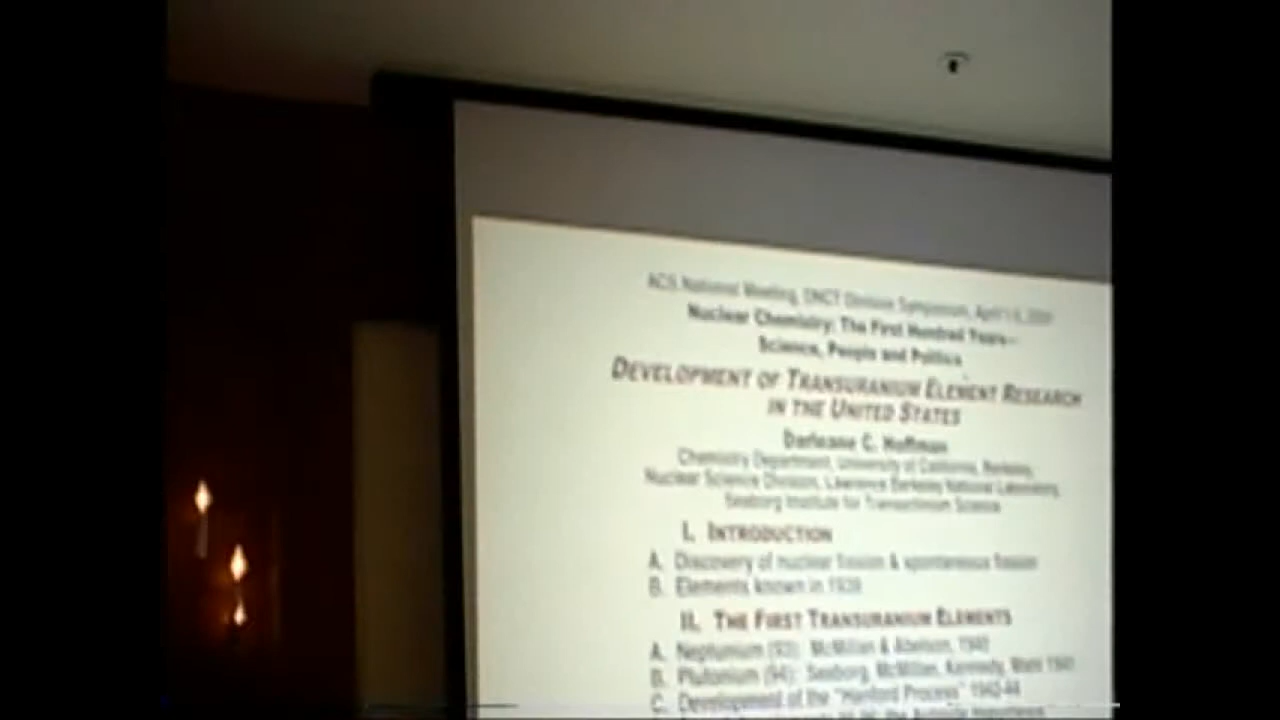 ACS National Meeting, DNCT Division Symposium, April
Nuclear Chemistry: The First Hundred Years–
Science, People and Politics
DEVELOPMENT OF TRANSURANIUM ELEMENT RESEARCH
IN THE UNITED STATES
Darleane C. Hoffman
Chemistry Department, University of California, Berkeley
Nuclear Science Division, Lawrence Berkeley National Laboratory
Seaborg Institute for Transactinium Science
I. INTRODUCTION
A. Discovery of nuclear fission & spontaneous fission
B. Elements known in 1939
II. THE FIRST TRANSURANIUM ELEMENTS
A. Neptunium (93): McMillan & Abelson, 1940
B. Plutonium (94): Seaborg, McMillan, Kennedy, Wahl 1941
C. Development of the "Hanford Process" 1942-44